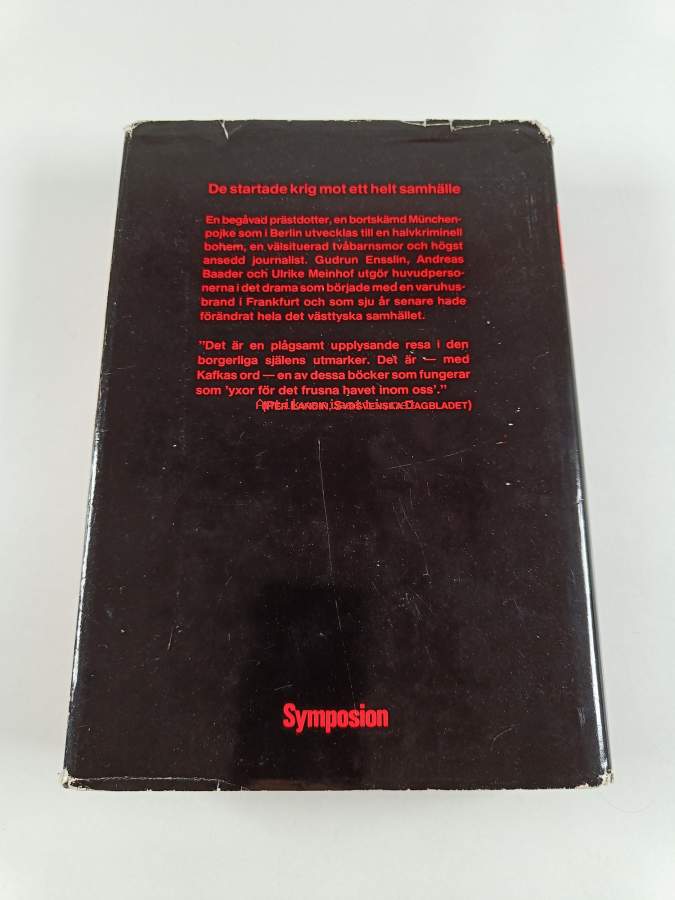 De startade krig mot ett helt samhälle
En begåvad prästdotter, en bortskämd München-
pojke som i Berlin utvecklas till en halvkriminell
bohem, en välsituerad tvåbarnsmor och högst
ansedd journalist. Gudrun Ensslin, Andreas
Baader och Ulrike Meinhof utgör huvudperso-
nerna i det drama som började med en varuhus-
brand i Frankfurt och som sju år senare hade
förändrat hela det västtyska samhället.
”Det är en plågsamt upplysande resa i den
borgerliga själens utmarker. Det är — med
Kafkas ord — en av dessa böcker som fungerar
som ’yxor för det frusna havet inom oss’.”
(PER LANDIN, SYDSVENSKA DAGBLADET)
Symposion